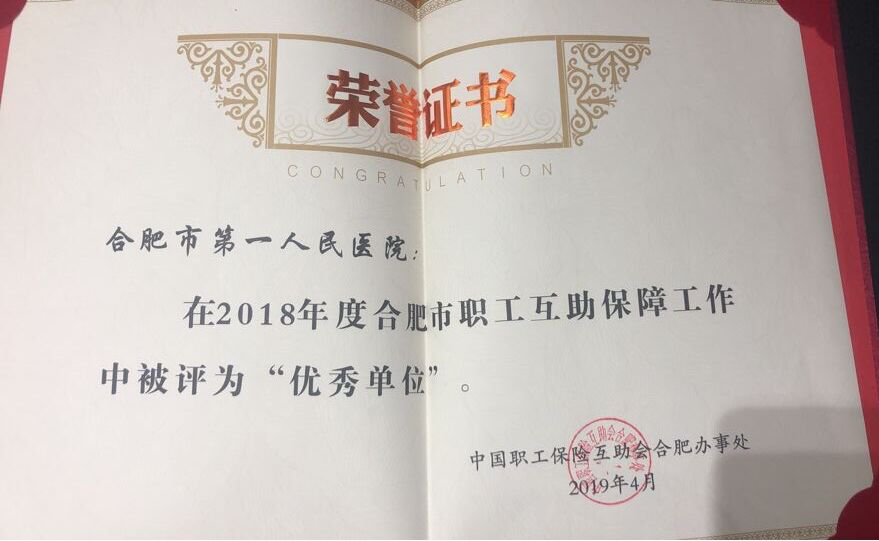 荣誉证书
CONGRATULATION
合肥市第一人民医院：
在2018年度合肥市职工互助保障工作
中被评为“优秀单位”。
中国职工保险互助会合肥办事处
2019年4月